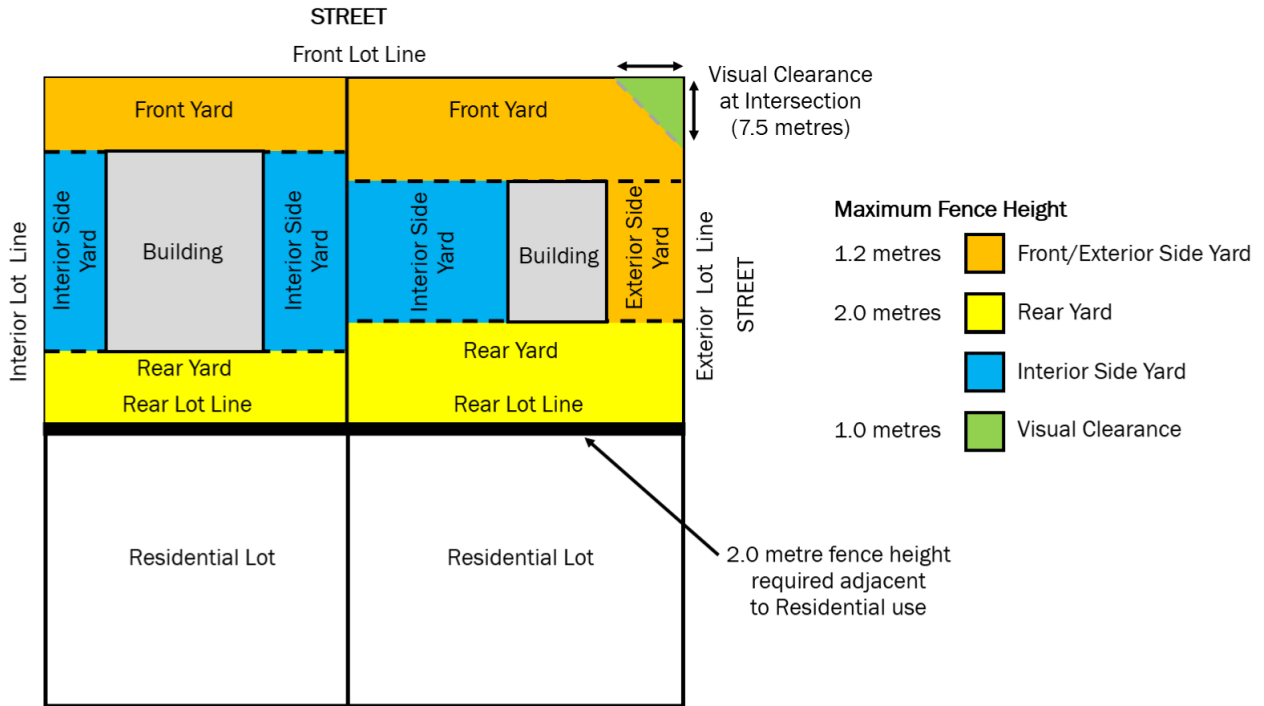 STREET
Front Lot Line
Front Yard
Front Yard
Visual Clearance
at Intersection
(7.5 metres)
Interior Lot Line
Interior Side
Yard
Building
Interior Side
Yard
Interior Side
Yard
Building
Exterior Side
Yard
Exterior Lot Line
STREET
Rear Yard
Rear Lot Line
Rear Yard
Rear Lot Line
Maximum Fence Height
1.2 metres Front/Exterior Side Yard
2.0 metres Rear Yard
Interior Side Yard
1.0 metres Visual Clearance
Residential Lot
Residential Lot
2.0 metre fence height
required adjacent
to Residential use